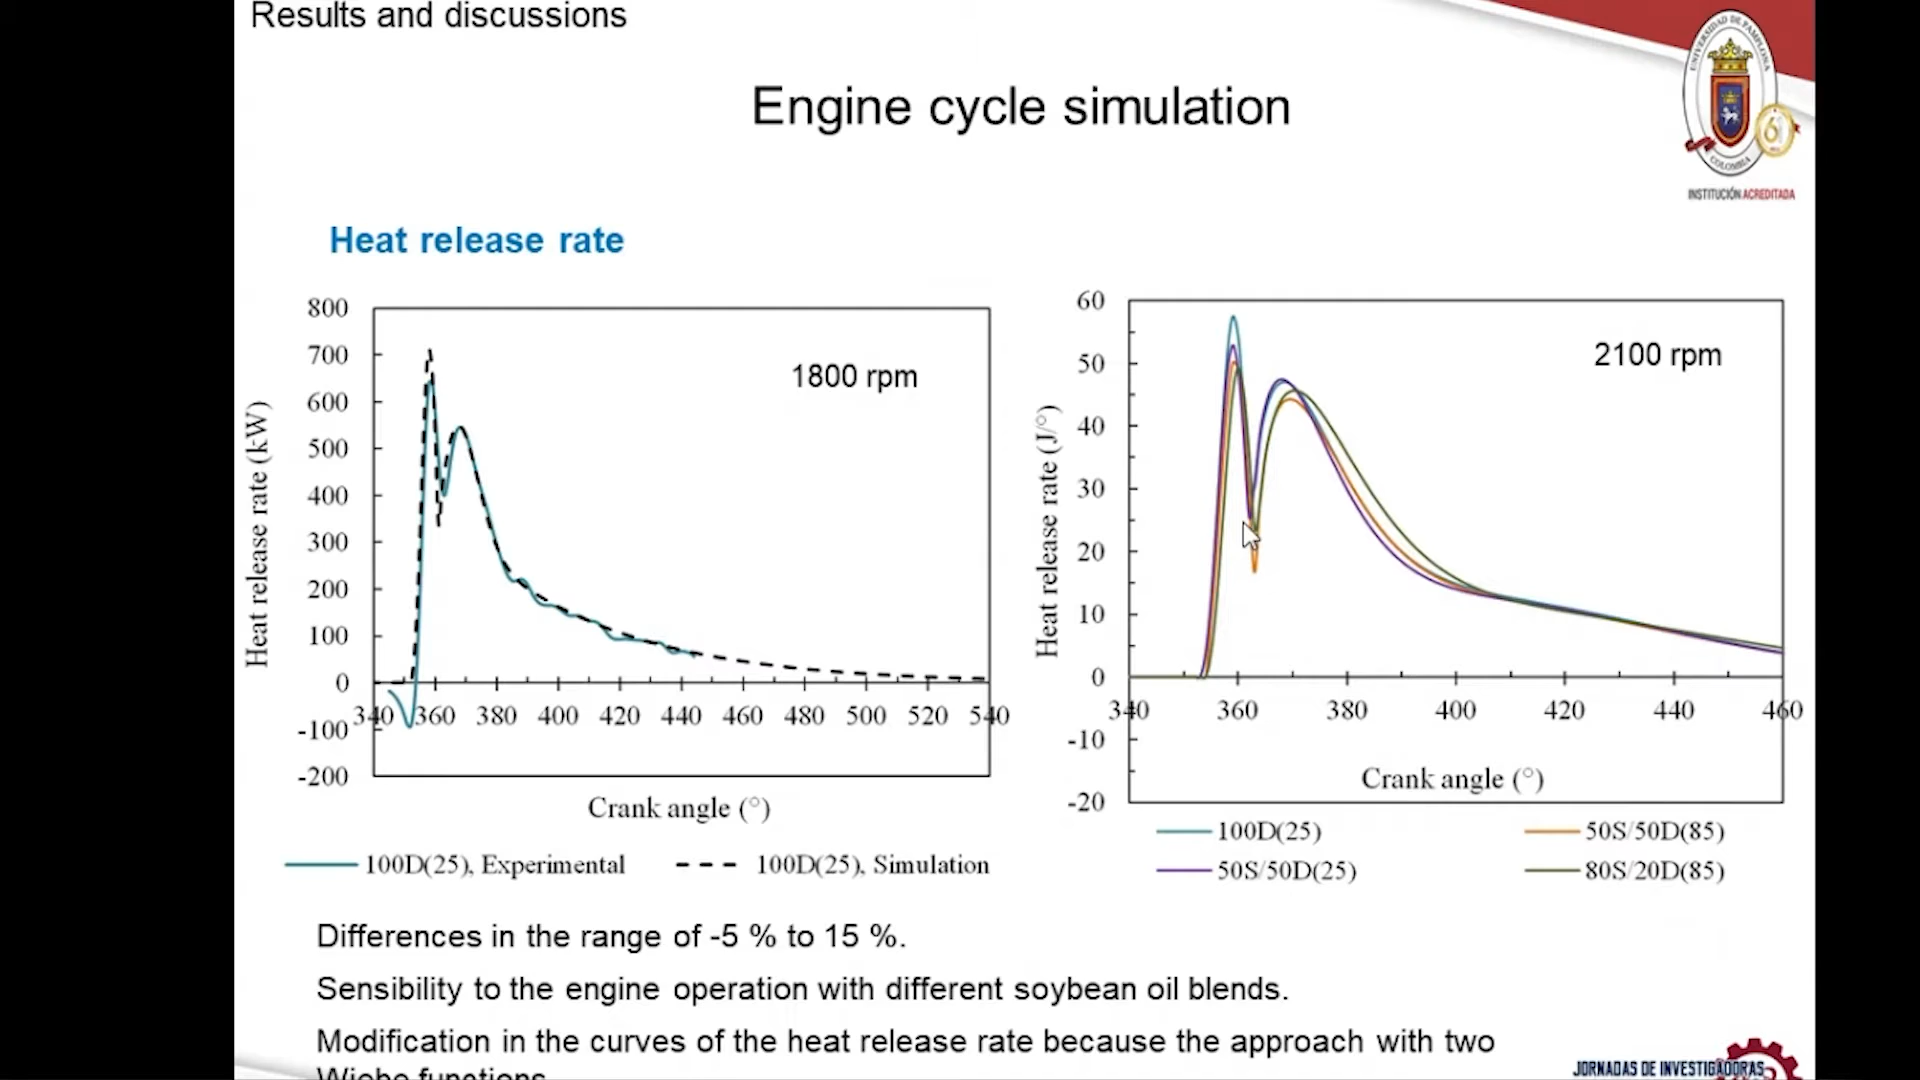 Results and discussions
Engine cycle simulation
UNIVERSIDAD DE PAMPLONA
COLOMBIA
INSTITUCIÓN ACREDITADA
Heat release rate
800
700
600
500
400
300
200
100
0
-100
-200
340 360 380 400 420 440 460 480 500 520 540
Heat release rate (kW)
1800 rpm
Crank angle (°)
100D(25), Experimental
100D(25), Simulation
60
50
40
30
20
10
0
-10
-20
340 360 380 400 420 440 460
Heat release rate (J/°)
2100 rpm
Crank angle (°)
100D(25) 50S/50D(85)
50S/50D(25) 80S/20D(85)
Differences in the range of -5 % to 15 %.
Sensibility to the engine operation with different soybean oil blends.
Modification in the curves of the heat release rate because the approach with two
Wiebe functions
JORNADAS DE INVESTIGADORAS